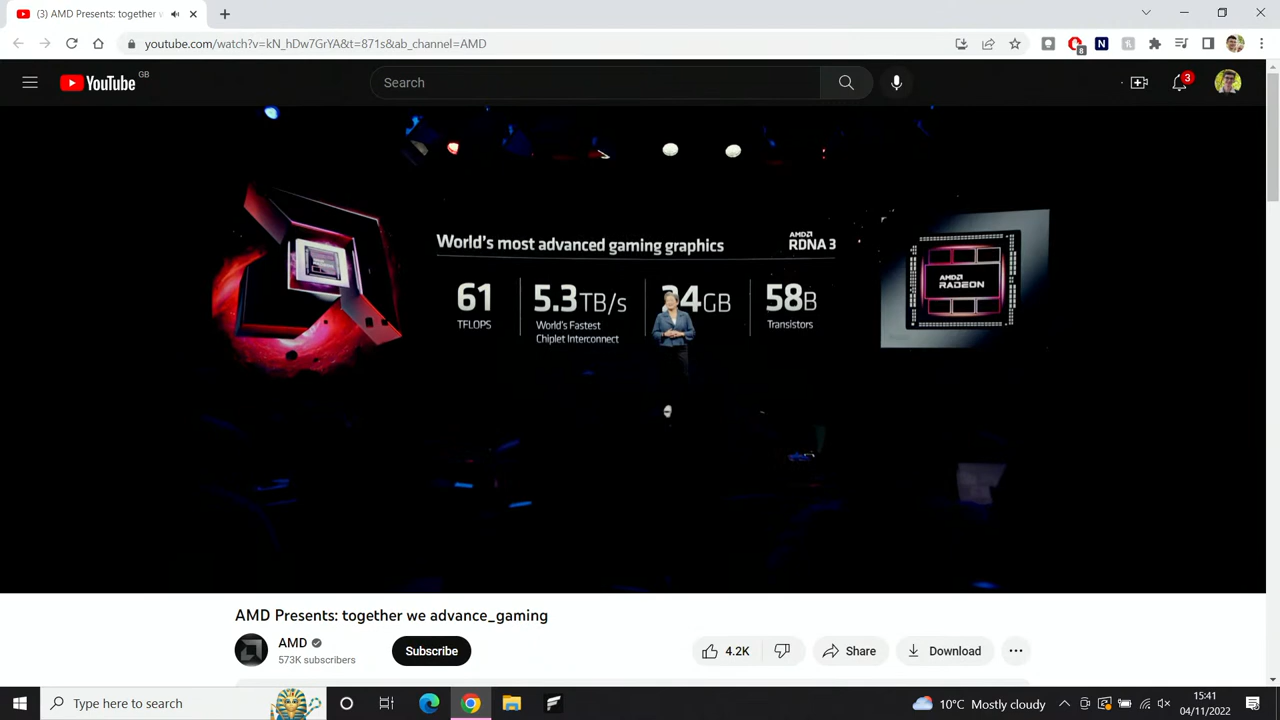 (3) AMD Presents: together v
youtube.com/watch?v=kN_hDw7GrYA&t=871s&ab_channel=AMD
8
N
YouTube GB
Search
3
World's most advanced gaming graphics
AMD
RDNA 3
61
TFLOPS
5.3TB/s
World's Fastest
Chiplet Interconnect
24GB
58B
Transistors
AMD
RADEON
AMD Presents: together we advance_gaming
AMD
573K subscribers
Subscribe
4.2K
Share
Download
Type here to search
10°C Mostly cloudy
15:41
04/11/2022